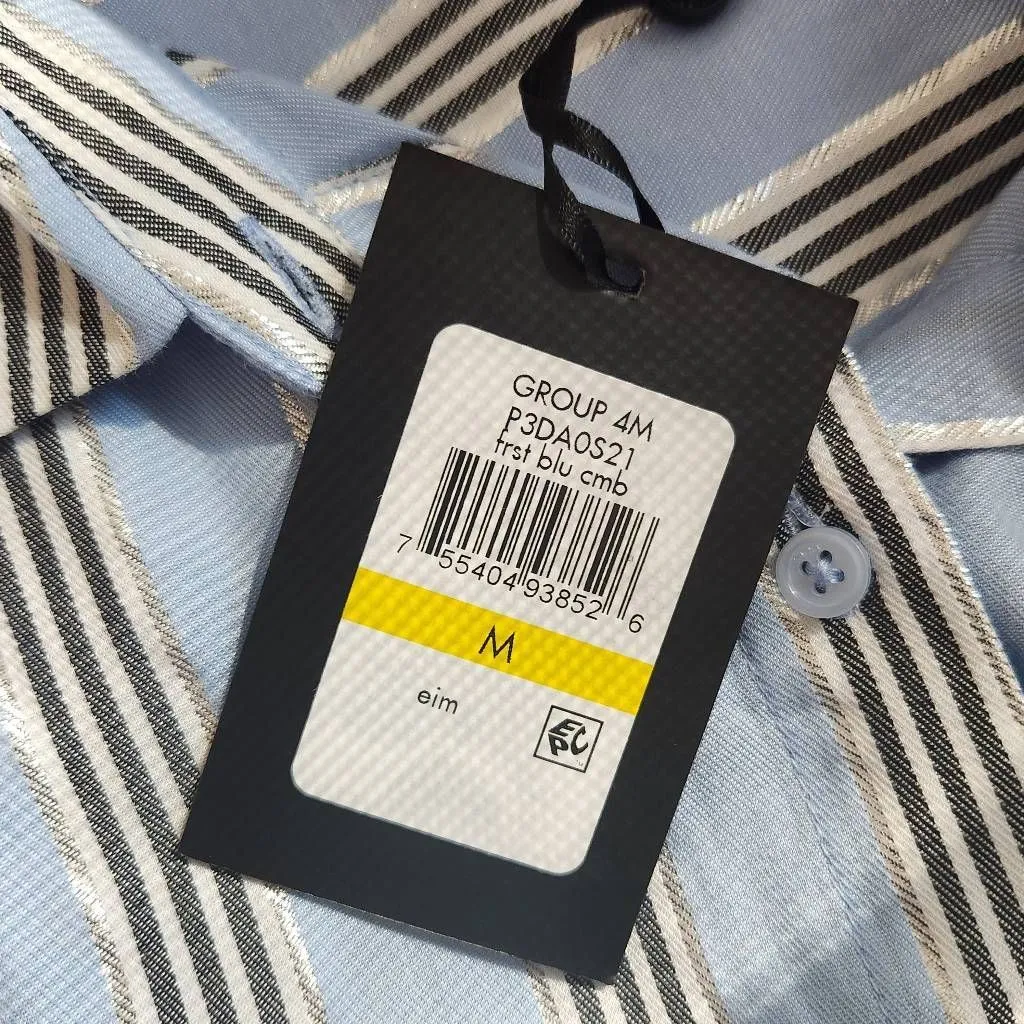 GROUP 4M
P3DA0S21
frst blu cmb
7 55404 93852 6
M
eim
EPC